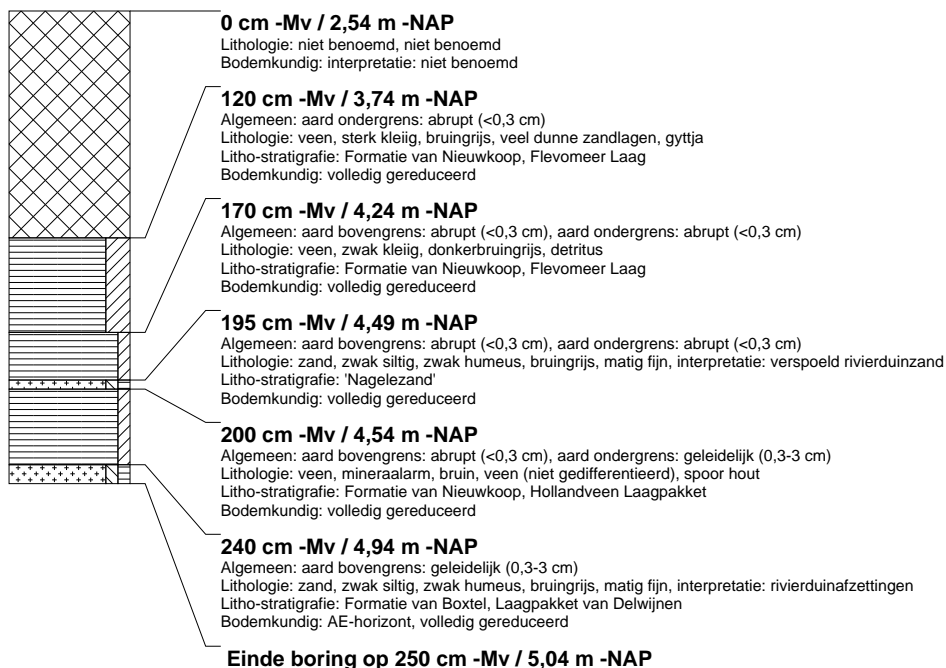 0 cm -Mv / 2,54 m -NAP
Lithologie: niet benoemd, niet benoemd
Bodemkundig: interpretatie: niet benoemd
120 cm -Mv / 3,74 m -NAP
Algemeen: aard ondergrens: abrupt (<0,3 cm)
Lithologie: veen, sterk kleiig, bruingrijs, veel dunne zandlagen, gyttja
Litho-stratigrafie: Formatie van Nieuwkoop, Flevomeer Laag
Bodemkundig: volledig gereduceerd
170 cm -Mv / 4,24 m -NAP
Algemeen: aard bovengrens: abrupt (<0,3 cm), aard ondergrens: abrupt (<0,3 cm)
Lithologie: veen, zwak kleiig, donkerbruingrijs, detritus
Litho-stratigrafie: Formatie van Nieuwkoop, Flevomeer Laag
Bodemkundig: volledig gereduceerd
195 cm -Mv / 4,49 m -NAP
Algemeen: aard bovengrens: abrupt (<0,3 cm), aard ondergrens: abrupt (<0,3 cm)
Lithologie: zand, zwak siltig, zwak humeus, bruingrijs, matig fijn, interpretatie: verspoeld rivierduinzand
Litho-stratigrafie: 'Nagelezand'
Bodemkundig: volledig gereduceerd
200 cm -Mv / 4,54 m -NAP
Algemeen: aard bovengrens: abrupt (<0,3 cm), aard ondergrens: geleidelijk (0,3-3 cm)
Lithologie: veen, mineraalarm, bruin, veen (niet gedifferentieerd), spoor hout
Litho-stratigrafie: Formatie van Nieuwkoop, Hollandveen Laagpakket
Bodemkundig: volledig gereduceerd
240 cm -Mv / 4,94 m -NAP
Algemeen: aard bovengrens: geleidelijk (0,3-3 cm)
Lithologie: zand, zwak siltig, zwak humeus, bruingrijs, matig fijn, interpretatie: rivierduinafzettingen
Litho-stratigrafie: Formatie van Boxtel, Laagpakket van Delwijnen
Bodemkundig: AE-horizont, volledig gereduceerd
Einde boring op 250 cm -Mv / 5,04 m -NAP